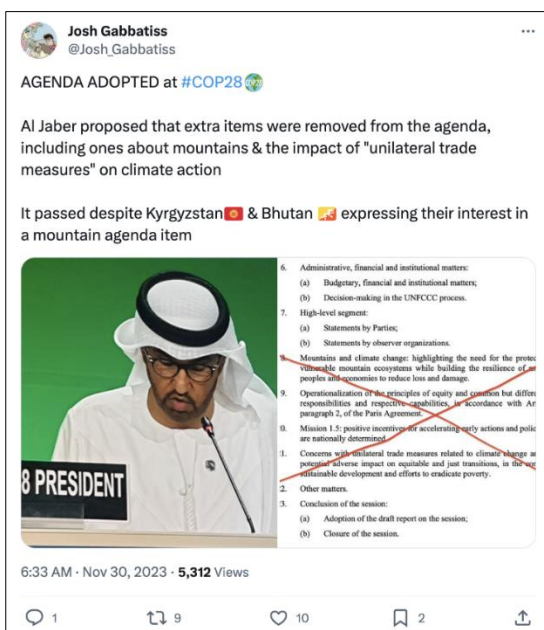 Josh Gabbatiss
@Josh_Gabbatiss
AGENDA ADOPTED at #COP28
Al Jaber proposed that extra items were removed from the agenda,
including ones about mountains & the impact of "unilateral trade
measures" on climate action
It passed despite Kyrgyzstan & Bhutan expressing their interest in
a mountain agenda item
8 PRESIDENT
6. Administrative, financial and institutional matters:
(a) Budgetary, financial and institutional matters;
(b) Decision-making in the UNFCCC process.
7. High-level segment:
(a) Statements by Parties;
(b) Statements by observer organizations.
8. Mountains and climate change: highlighting the need for the protec
vulnerable mountain ecosystems while building the resilience of
peoples and economies to reduce loss and damage.
9. Operationalization of the principles of equity and common but differe
responsibilities and respective capabilities, in accordance with Ar
paragraph 2, of the Paris Agreement.
0. Mission 1.5: positive incentives for accelerating early actions and polic
are nationally determined
1. Concerns with unilateral trade measures related to climate change a
potential adverse impact on equitable and just transitions, in the
sustainable development and efforts to eradicate poverty.
2. Other matters.
3. Conclusion of the session:
(a) Adoption of the draft report on the session;
(b) Closure of the session.
6:33 AM · Nov 30, 2023 · 5,312 Views
1 9 10 2